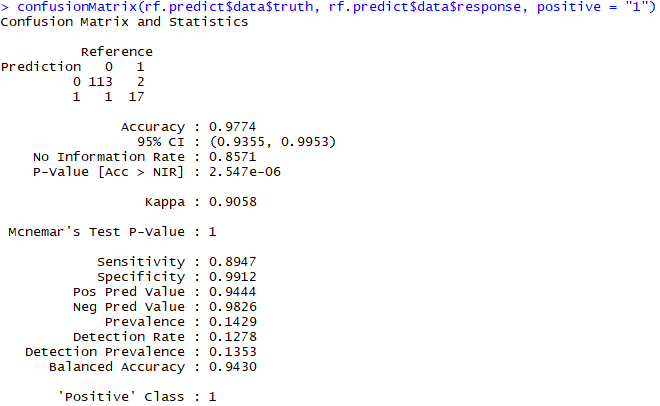 > confusionMatrix(rf.predict$data$truth, rf.predict$data$response, positive = "1")
Confusion Matrix and Statistics
Reference
Prediction 0 1
0 113 2
1 1 17
Accuracy : 0.9774
95% CI : (0.9355, 0.9953)
No Information Rate : 0.8571
P-Value [Acc > NIR] : 2.547e-06
Kappa : 0.9058
Mcnemar's Test P-Value : 1
Sensitivity : 0.8947
Specificity : 0.9912
Pos Pred Value : 0.9444
Neg Pred Value : 0.9826
Prevalence : 0.1429
Detection Rate : 0.1278
Detection Prevalence : 0.1353
Balanced Accuracy : 0.9430
'Positive' Class : 1